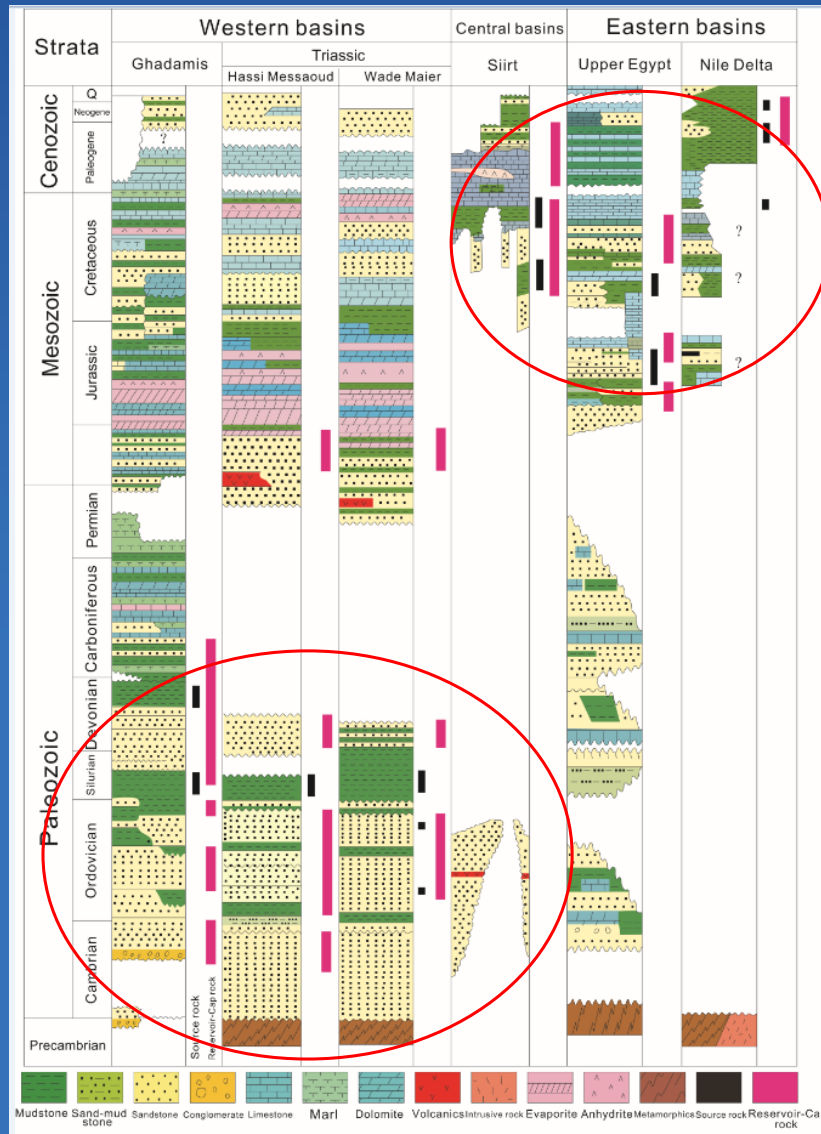 Strata
Western basins
Central basins
Eastern basins
Ghadamis
Triassic
Siirt
Upper Egypt
Nile Delta
Hassi Messaoud
Wade Maier
Cenozoic
Q
Neogene
Paleogene
?
Mesozoic
Cretaceous
?
?
Jurassic
?
Paleozoic
Permian
Carboniferous
Devonian
Silurian
Ordovician
Cambrian
Precambrian
Source rock
Reservoir-Cap rock
Mudstone
Sand-mud
stone
Sandstone
Conglomerate
Limestone
Marl
Dolomite
Volcanics
Intrusive rock
Evaporite
Anhydrite
Metamorphics
Source rock
Reservoir-Ca
rock